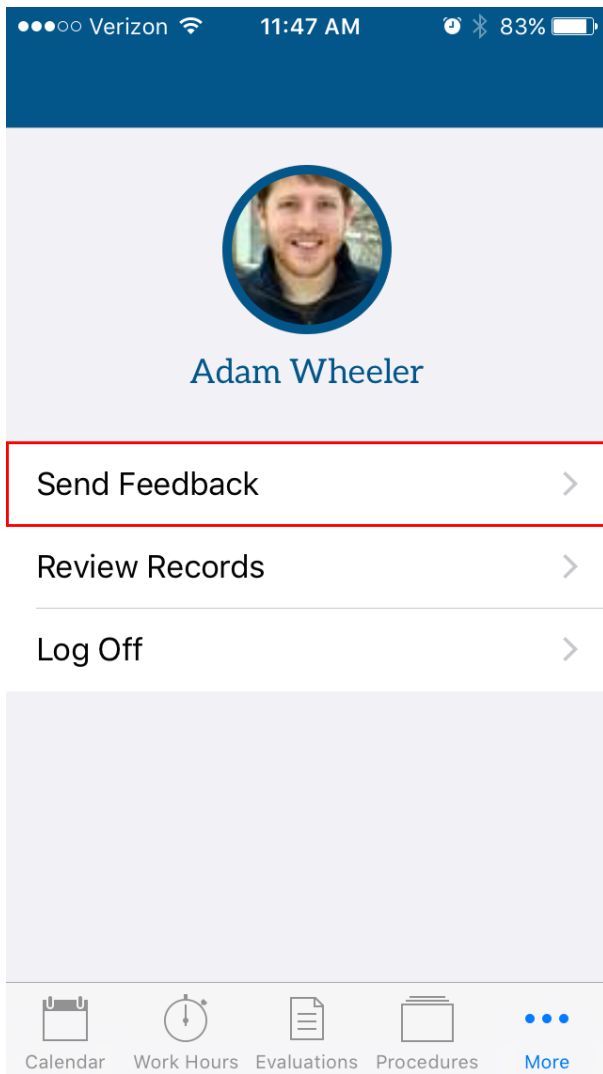 Verizon 11:47 AM 83%
Adam Wheeler
Send Feedback
Review Records
Log Off
Calendar Work Hours Evaluations Procedures More